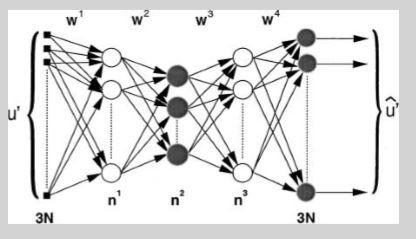 w¹ w² w³ w⁴
u' û'
n¹ n² n³
3N 3N